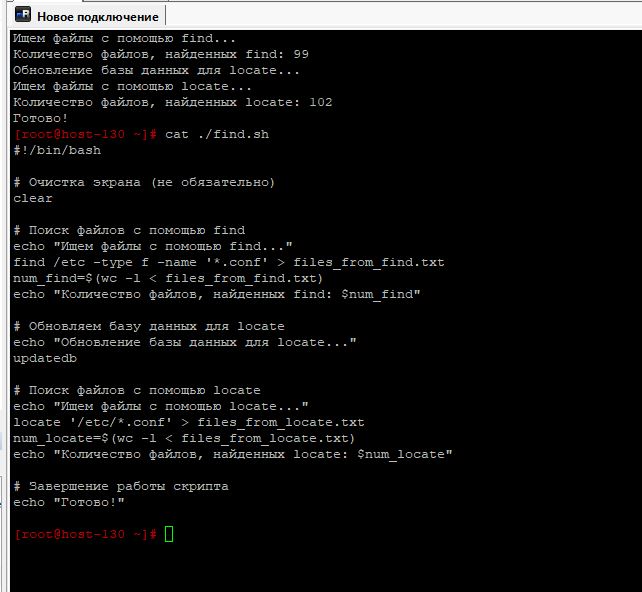 Новое подключение
Ищем файлы с помощью find...
Количество файлов, найденных find: 99
Обновление базы данных для locate...
Ищем файлы с помощью locate...
Количество файлов, найденных locate: 102
Готово!
[root@host-130 ~]# cat ./find.sh
#!/bin/bash

# Очистка экрана (не обязательно)
clear

# Поиск файлов с помощью find
echo "Ищем файлы с помощью find..."
find /etc -type f -name '*.conf' > files_from_find.txt
num_find=$(wc -l < files_from_find.txt)
echo "Количество файлов, найденных find: $num_find"

# Обновляем базу данных для locate
echo "Обновление базы данных для locate..."
updatedb

# Поиск файлов с помощью locate
echo "Ищем файлы с помощью locate..."
locate '/etc/*.conf' > files_from_locate.txt
num_locate=$(wc -l < files_from_locate.txt)
echo "Количество файлов, найденных locate: $num_locate"

# Завершение работы скрипта
echo "Готово!"

[root@host-130 ~]#